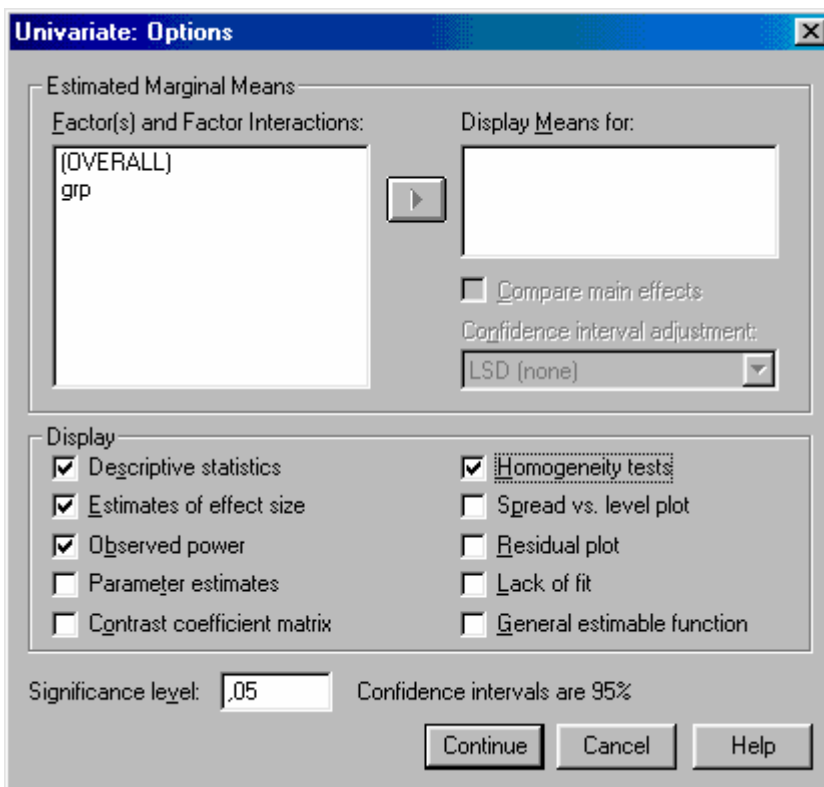 Univariate: Options
Estimated Marginal Means
Factor(s) and Factor Interactions:
(OVERALL)
grp
Display Means for:
Compare main effects
Confidence interval adjustment:
LSD (none)
Display
Descriptive statistics
Estimates of effect size
Observed power
Parameter estimates
Contrast coefficient matrix
Homogeneity tests
Spread vs. level plot
Residual plot
Lack of fit
General estimable function
Significance level: ,05 Confidence intervals are 95%
Continue Cancel Help